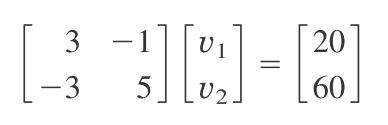 [ 3 −1 ] [ v₁ ] = [ 20 ]
[ −3 5 ] [ v₂ ] [ 60 ]